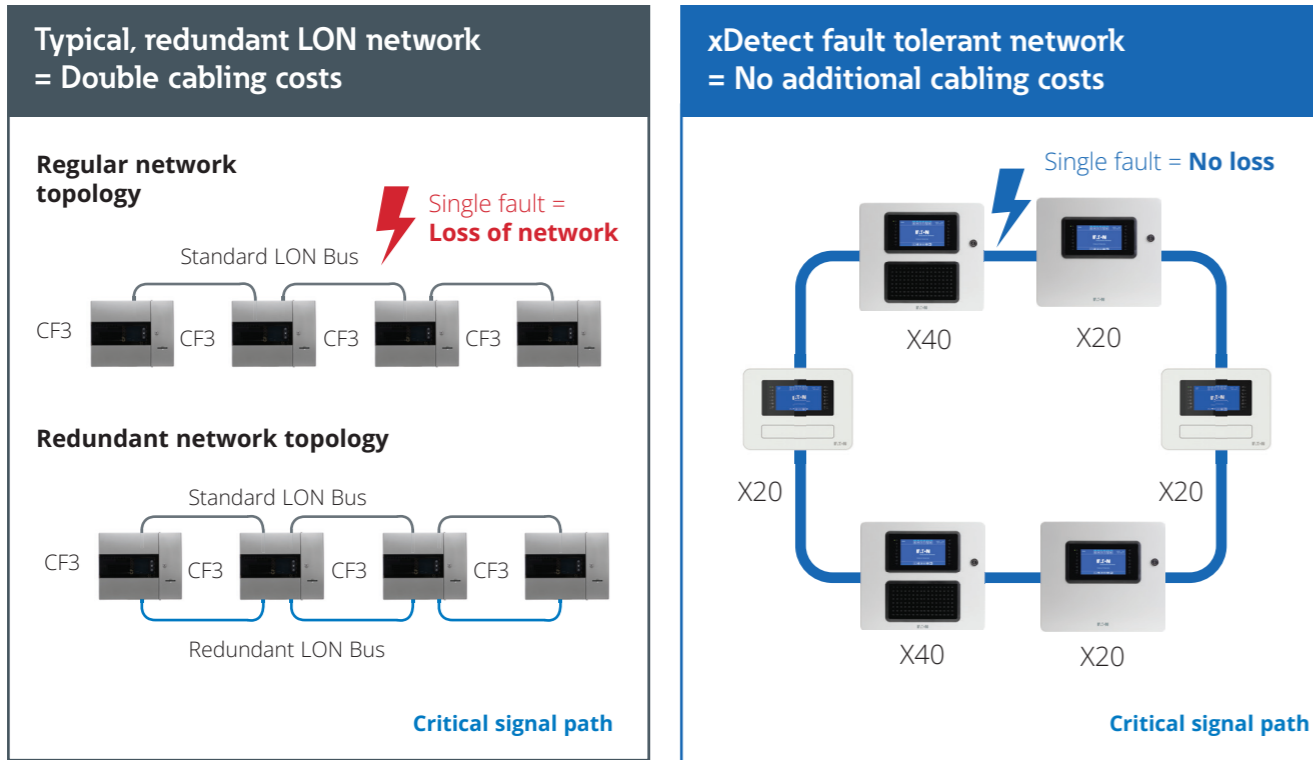 Typical, redundant LON network
= Double cabling costs
Regular network
topology
Single fault =
Loss of network
Standard LON Bus
CF3
CF3
CF3
CF3
Redundant network topology
Standard LON Bus
CF3
CF3
CF3
CF3
Redundant LON Bus
Critical signal path
xDetect fault tolerant network
= No additional cabling costs
Single fault = No loss
X40
X20
X20
X20
X40
X20
Critical signal path